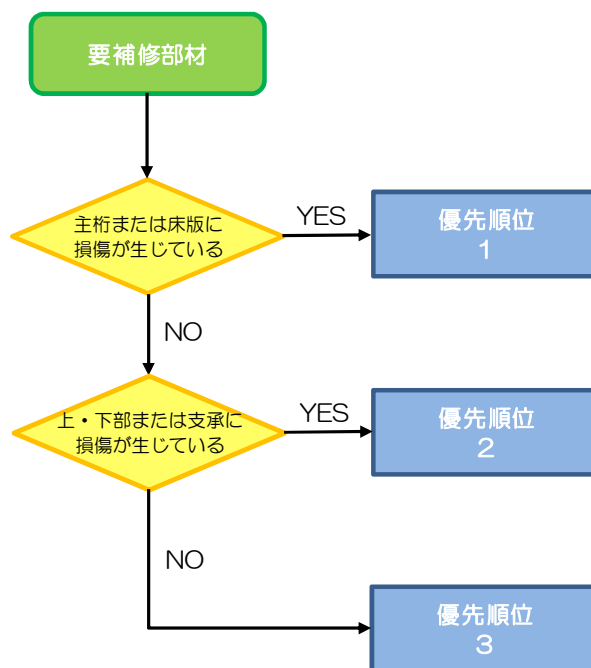 要補修部材
主桁または床版に
損傷が生じている
YES
優先順位
1
NO
上・下部または支承に
損傷が生じている
YES
優先順位
2
NO
優先順位
3